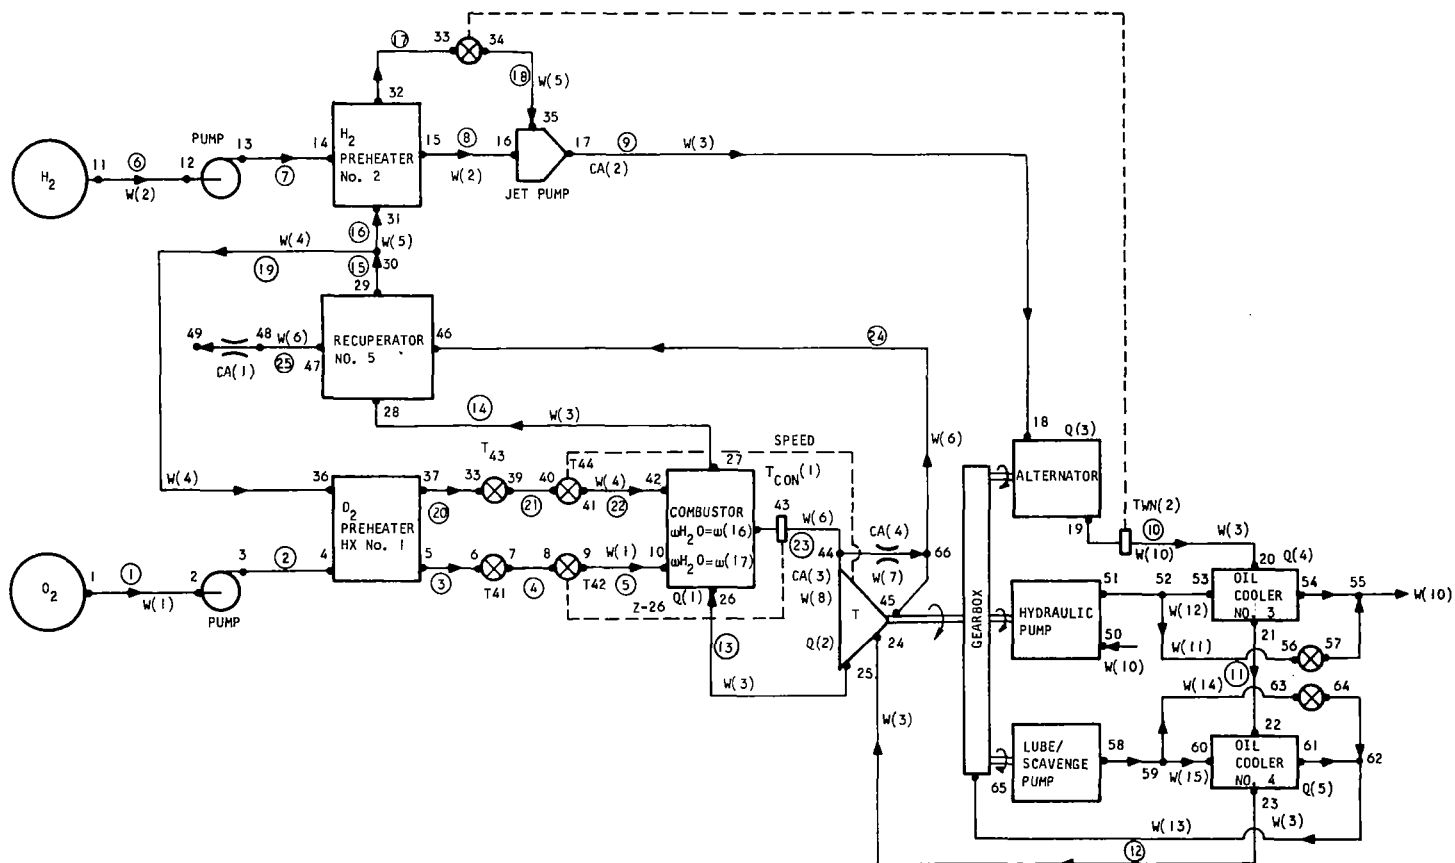 17
33
34
18
W(5)
32
35
PUMP
13
14
H2
PREHEATER
No. 2
15
8
16
17
9
W(3)
CA(2)
H2
11
6
12
W(2)
7
W(2)
JET PUMP
31
16
W(5)
W(4)
19
15
30
29
49
48
W(6)
RECUPERATOR
NO. 5
46
24
CA(1)
25
47
28
14
W(3)
18
Q(3)
W(6)
SPEED
T43
27
TCON(1)
ALTERNATOR
W(4)
36
37
33
39
40
T44
W(4)
42
43
TWN(2)
20
21
41
22
D2
PREHEATER
HX No. 1
COMBUSTOR
ωH2O=ω(16)
ωH2O=ω(17)
W(6)
23
44
CA(4)
66
W(7)
19
10
W(3)
W(10)
20
Q(4)
O2
1
1
2
3
2
4
5
6
7
8
9
W(1)
10
3
T41
4
T42
5
W(1)
PUMP
Z-26
Q(1)
26
CA(3)
W(8)
T
45
Q(2)
24
25
13
W(3)
W(3)
GEARBOX
HYDRAULIC
PUMP
51
52
53
OIL
COOLER
NO. 3
54
55
W(10)
W(12)
50
W(10)
W(11)
21
56
57
11
W(14)
63
64
22
LUBE/
SCAVENGE
PUMP
58
59
60
W(15)
OIL
COOLER
NO. 4
61
62
Q(5)
65
23
W(3)
W(13)
12